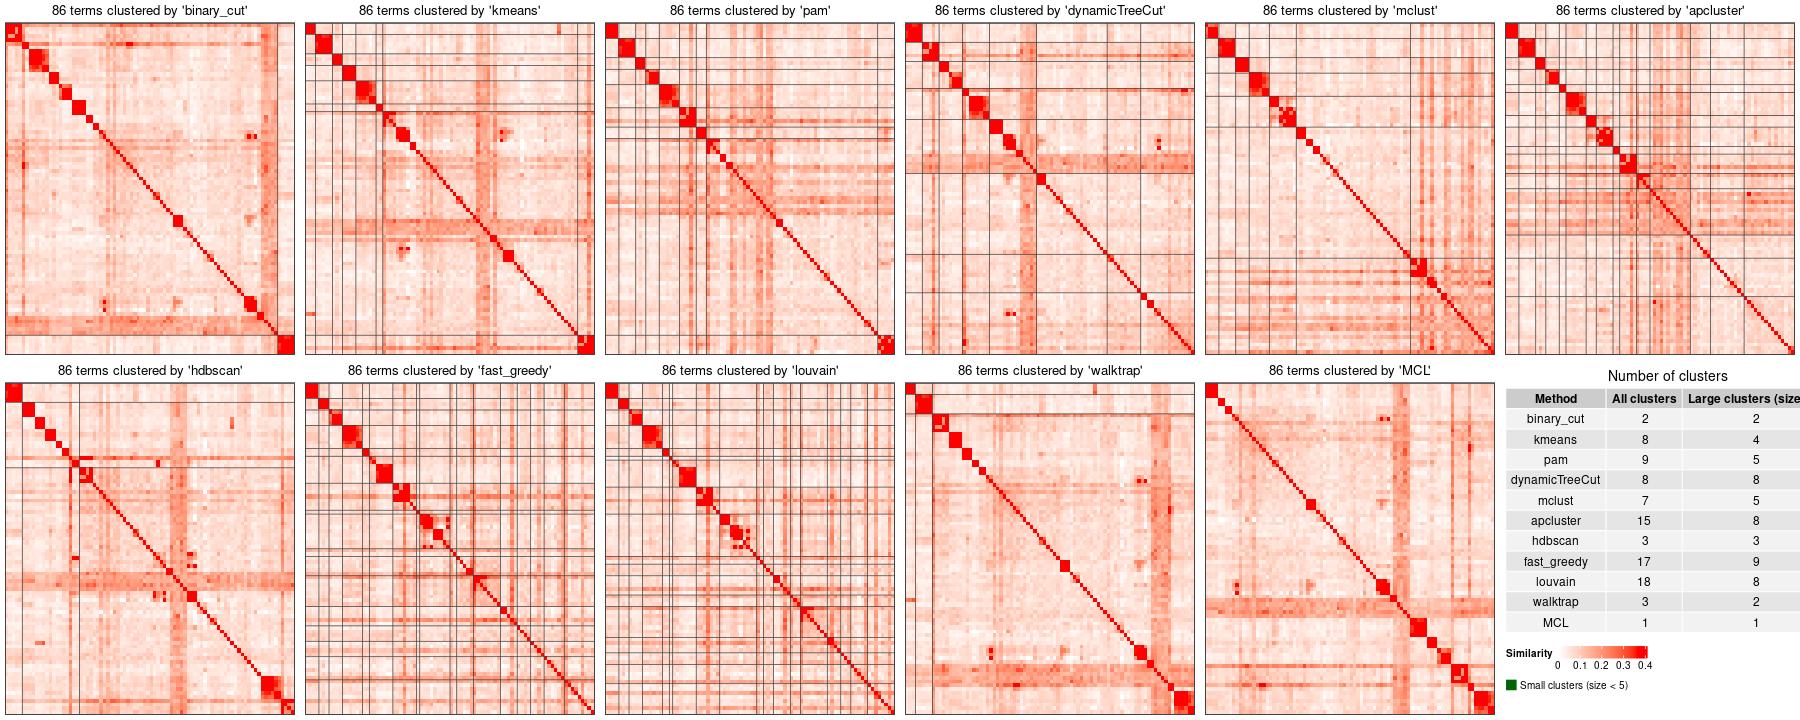 86 terms clustered by 'binary_cut'
86 terms clustered by 'kmeans'
86 terms clustered by 'pam'
86 terms clustered by 'dynamicTreeCut'
86 terms clustered by 'mclust'
86 terms clustered by 'apcluster'
86 terms clustered by 'hdbscan'
86 terms clustered by 'fast_greedy'
86 terms clustered by 'louvain'
86 terms clustered by 'walktrap'
86 terms clustered by 'MCL'
Number of clusters
Method All clusters Large clusters (size
binary_cut 2 2
kmeans 8 4
pam 9 5
dynamicTreeCut 8 8
mclust 7 5
apcluster 15 8
hdbscan 3 3
fast_greedy 17 9
louvain 18 8
walktrap 3 2
MCL 1 1
Similarity
0 0.1 0.2 0.3 0.4
Small clusters (size < 5)